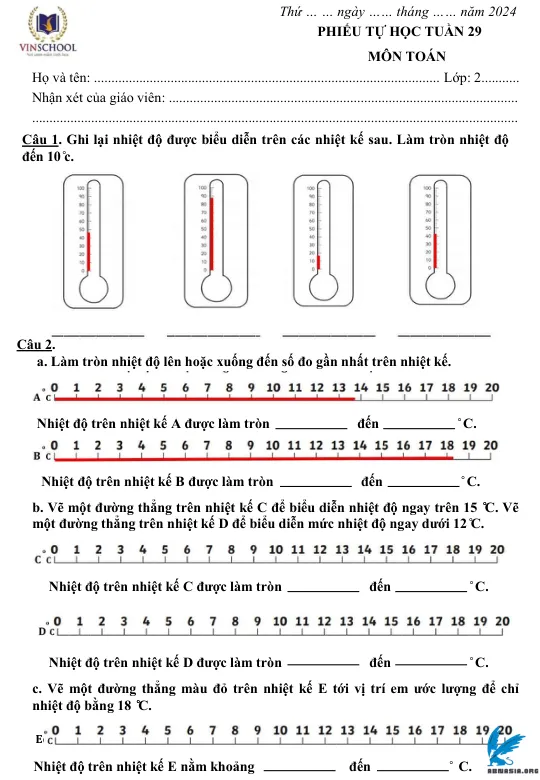 Thứ ... ... ngày ...... tháng ...... năm 2024
VINSCHOOL
PHIẾU TỰ HỌC TUẦN 29
MÔN TOÁN
Họ và tên: ........................................................................................ Lớp: 2...........
Nhận xét của giáo viên: ..........................................................................................
.............................................................................................................................
Câu 1. Ghi lại nhiệt độ được biểu diễn trên các nhiệt kế sau. Làm tròn nhiệt độ
đến 10°c.
100 100 100 100
90 90 90 90
80 80 80 80
70 70 70 70
60 60 60 60
50 50 50 50
40 40 40 40
30 30 30 30
20 20 20 20
10 10 10 10
0 0 0 0
Câu 2.
a. Làm tròn nhiệt độ lên hoặc xuống đến số đo gần nhất trên nhiệt kế.
A °C 0 1 2 3 4 5 6 7 8 9 10 11 12 13 14 15 16 17 18 19 20
Nhiệt độ trên nhiệt kế A được làm tròn __________ đến __________°C.
B °C 0 1 2 3 4 5 6 7 8 9 10 11 12 13 14 15 16 17 18 19 20
Nhiệt độ trên nhiệt kế B được làm tròn __________ đến __________°C.
b. Vẽ một đường thẳng trên nhiệt kế C để biểu diễn nhiệt độ ngay trên 15 ℃. Vẽ
một đường thẳng trên nhiệt kế D để biểu diễn mức nhiệt độ ngay dưới 12℃.
C °C 0 1 2 3 4 5 6 7 8 9 10 11 12 13 14 15 16 17 18 19 20
Nhiệt độ trên nhiệt kế C được làm tròn __________ đến __________°C.
D °C 0 1 2 3 4 5 6 7 8 9 10 11 12 13 14 15 16 17 18 19 20
Nhiệt độ trên nhiệt kế D được làm tròn __________ đến __________°C.
c. Vẽ một đường thẳng màu đỏ trên nhiệt kế E tới vị trí em ước lượng để chỉ
nhiệt độ bằng 18 ℃.
E °C 0 1 2 3 4 5 6 7 8 9 10 11 12 13 14 15 16 17 18 19 20
Nhiệt độ trên nhiệt kế E nằm khoảng __________ đến